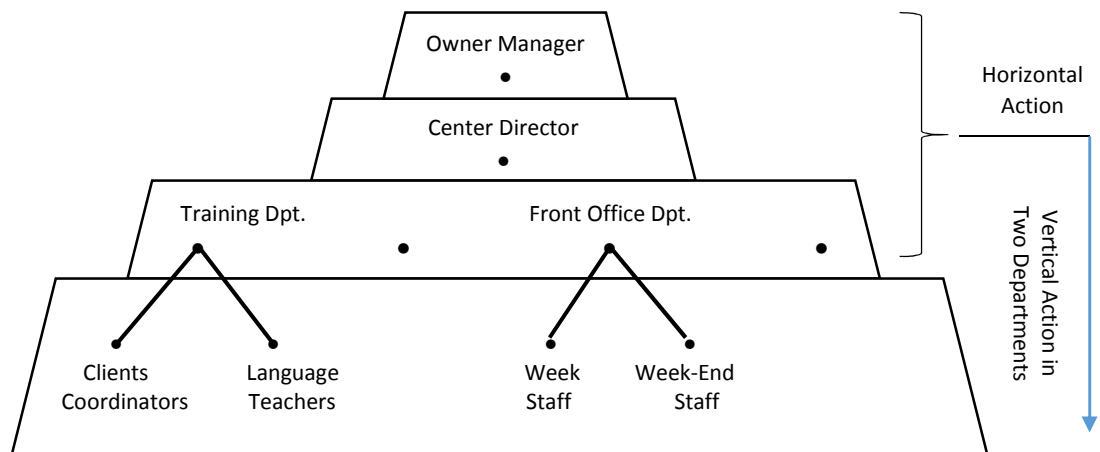 Owner Manager
Center Director
Training Dpt.
Front Office Dpt.
Clients
Coordinators
Language
Teachers
Week
Staff
Week-End
Staff
Horizontal
Action
Vertical Action in
Two Departments